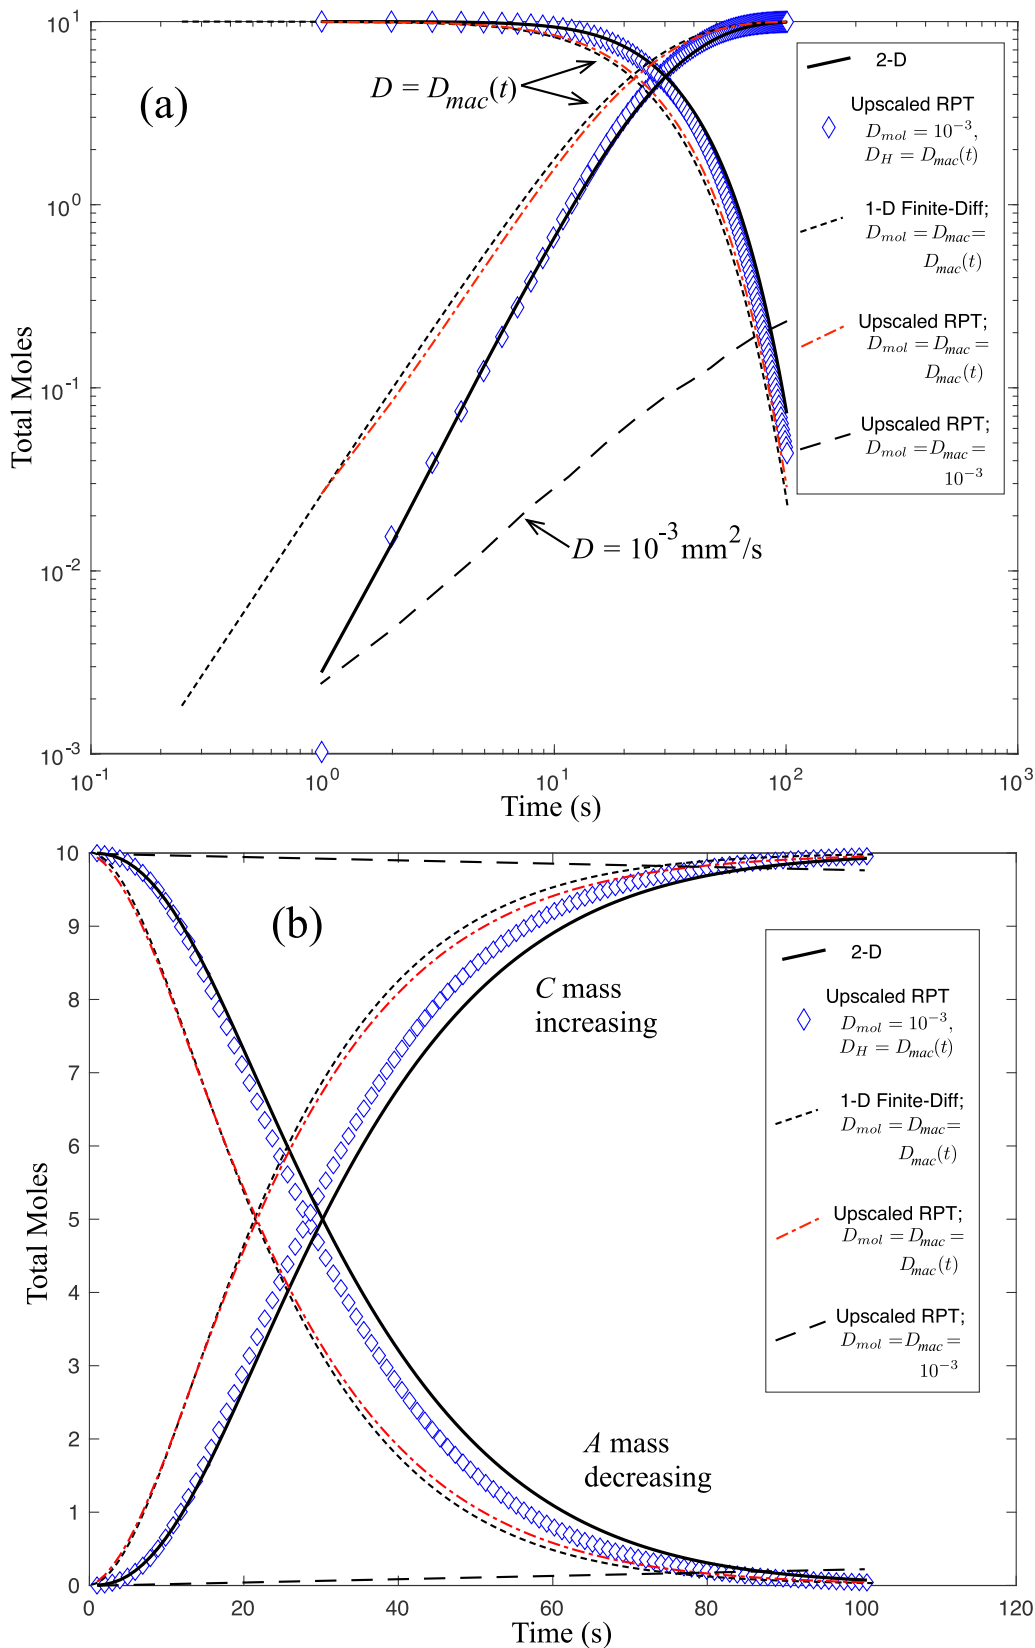 10^1
10^0
10^-1
10^-2
10^-3
Total Moles
(a)
D = D_mac(t)
D = 10^-3 mm^2/s
2-D
Upscaled RPT
D_mol = 10^-3,
D_H = D_mac(t)
1-D Finite-Diff;
D_mol = D_mac =
D_mac(t)
Upscaled RPT;
D_mol = D_mac =
D_mac(t)
Upscaled RPT;
D_mol = D_mac =
10^-3
10^-1
10^0
10^1
10^2
10^3
Time (s)
10
9
8
7
6
5
4
3
2
1
0
Total Moles
(b)
C mass
increasing
A mass
decreasing
2-D
Upscaled RPT
D_mol = 10^-3,
D_H = D_mac(t)
1-D Finite-Diff;
D_mol = D_mac =
D_mac(t)
Upscaled RPT;
D_mol = D_mac =
D_mac(t)
Upscaled RPT;
D_mol = D_mac =
10^-3
0
20
40
60
80
100
120
Time (s)